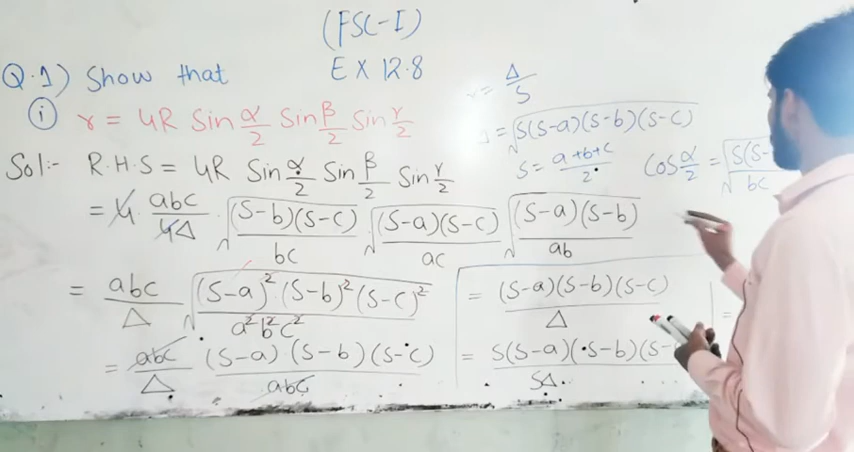 (FSC-I)
Q.1) Show that EX 12.8
(i) r = 4R Sin α/2 Sin β/2 Sin γ/2
r = Δ/S
Δ = √(S(S-a)(S-b)(S-c))
S = (a+b+c)/2
Cos α/2 = √(S(S-/bc
Sol:- R.H.S = 4R Sin α/2 Sin β/2 Sin γ/2
= 4. abc/4Δ . √((S-b)(S-c)/bc) √((S-a)(S-c)/ac) √((S-a)(S-b)/ab)
= abc/Δ √((S-a)²(S-b)²(S-c)²/a²b²c²)
= abc/Δ (S-a)(S-b)(S-c)/abc
= (S-a)(S-b)(S-c)/Δ
= S(S-a)(S-b)(S-/SΔ
=